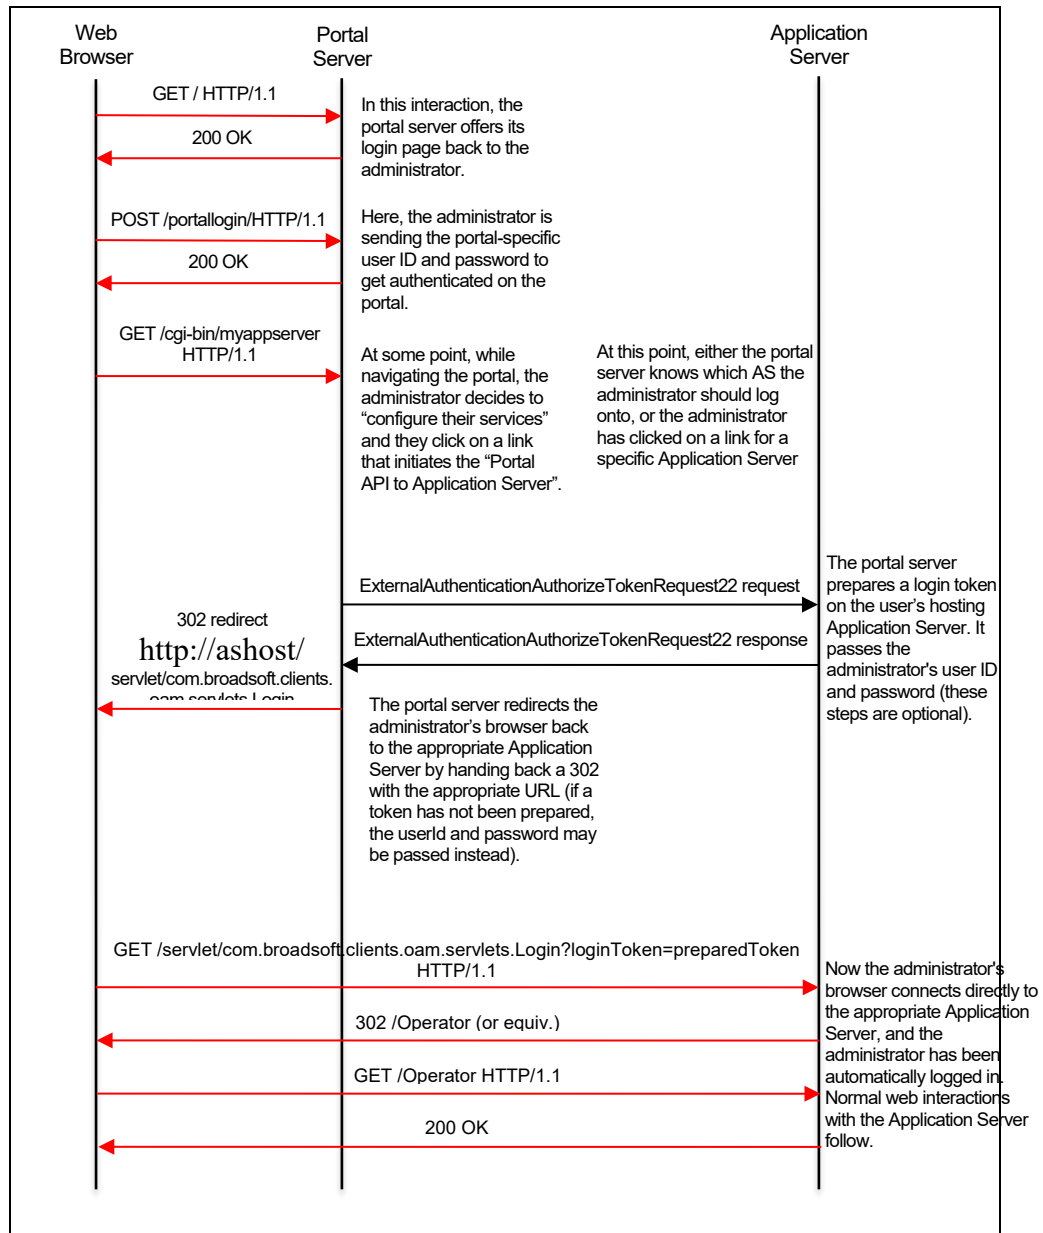 Web
Browser
Portal
Server
Application
Server
GET / HTTP/1.1
200 OK
In this interaction, the
portal server offers its
login page back to the
administrator.
POST /portallogin/HTTP/1.1
200 OK
Here, the administrator is
sending the portal-specific
user ID and password to
get authenticated on the
portal.
GET /cgi-bin/myappserver
HTTP/1.1
At some point, while
navigating the portal, the
administrator decides to
“configure their services”
and they click on a link
that initiates the “Portal
API to Application Server”.
At this point, either the portal
server knows which AS the
administrator should log
onto, or the administrator
has clicked on a link for a
specific Application Server
ExternalAuthenticationAuthorizeTokenRequest22 request
The portal server
prepares a login token
on the user’s hosting
Application Server. It
passes the
administrator's user ID
and password (these
steps are optional).
ExternalAuthenticationAuthorizeTokenRequest22 response
302 redirect
http://ashost/
servlet/com.broadsoft.clients.
oam.servlets.Login
The portal server redirects the
administrator’s browser back
to the appropriate Application
Server by handing back a 302
with the appropriate URL (if a
token has not been prepared,
the userId and password may
be passed instead).
GET /servlet/com.broadsoft.clients.oam.servlets.Login?loginToken=preparedToken
HTTP/1.1
302 /Operator (or equiv.)
GET /Operator HTTP/1.1
200 OK
Now the administrator's
browser connects directly to
the appropriate Application
Server, and the
administrator has been
automatically logged in.
Normal web interactions
with the Application Server
follow.